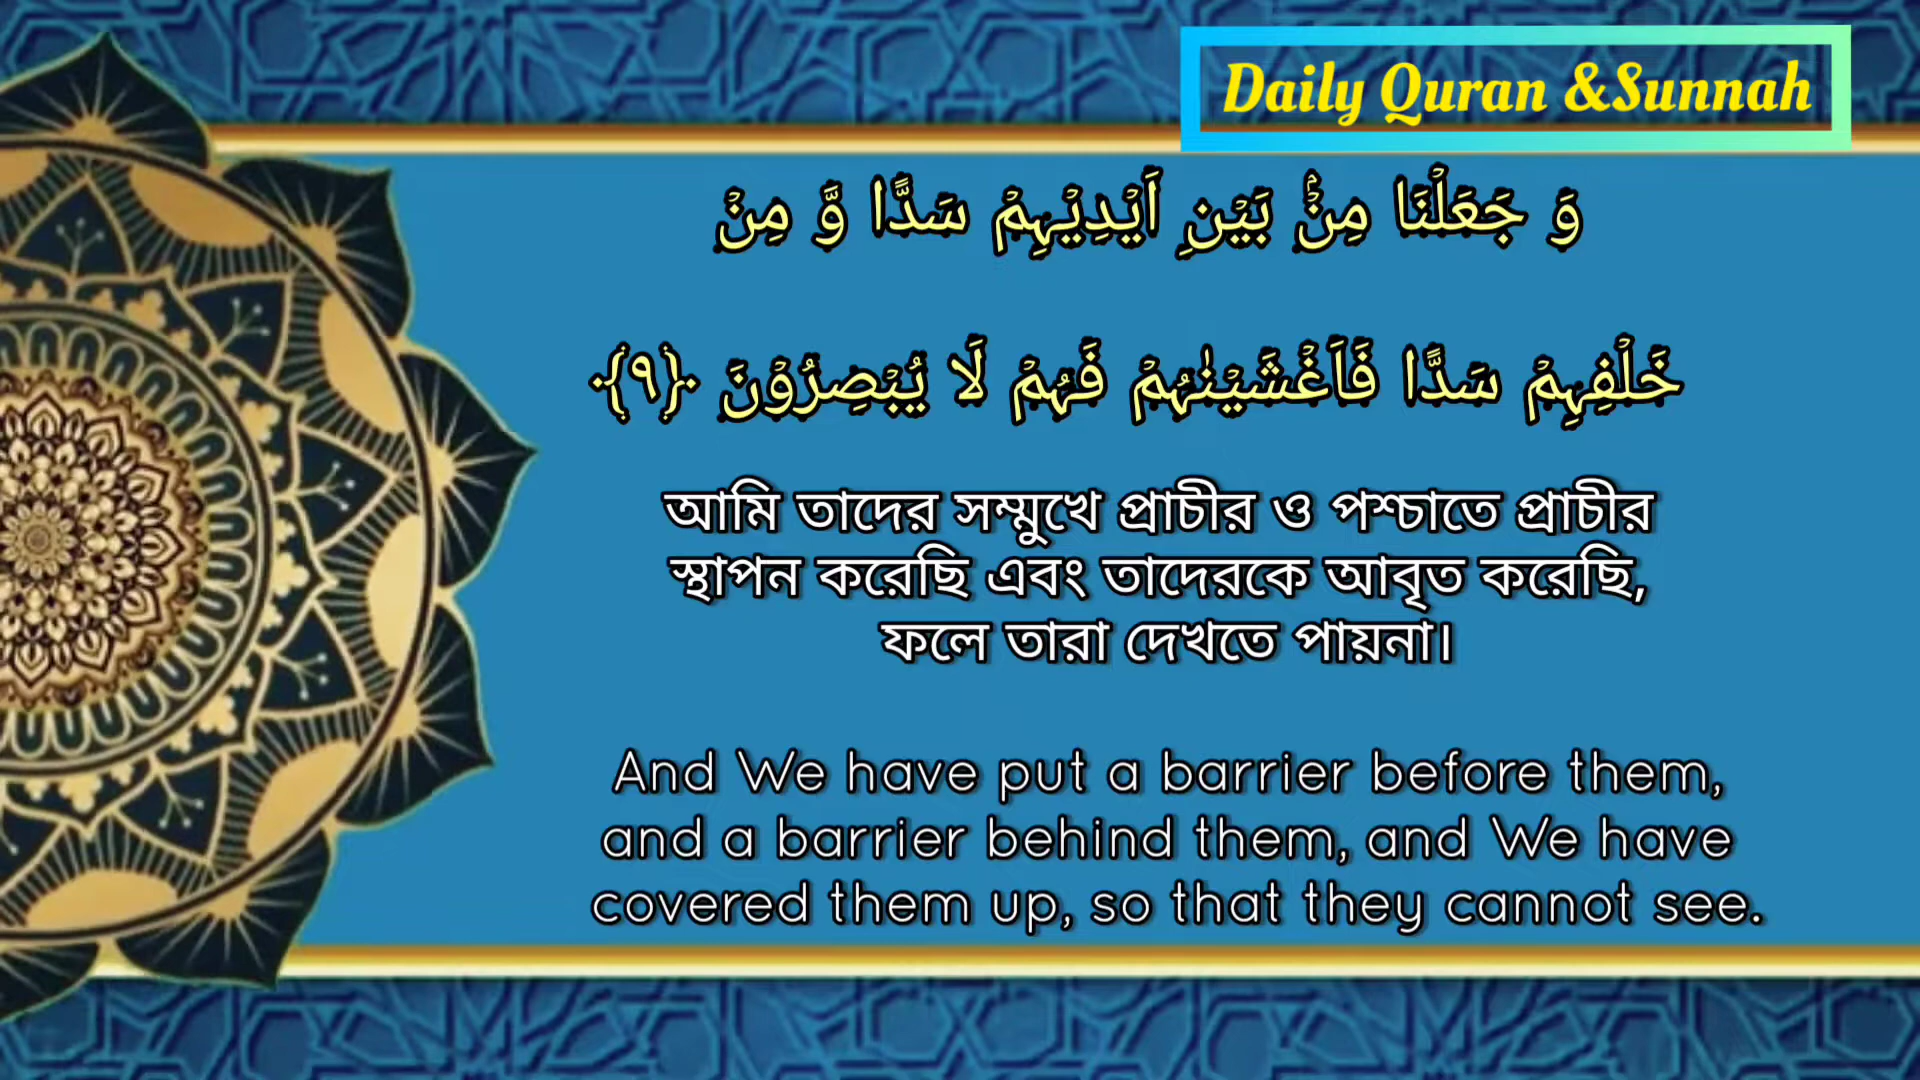 Daily Quran &Sunnah
وَ جَعَلْنَا مِنْۢ بَيْنِ اَيْدِيْهِمْ سَدًّا وَّ مِنْ
خَلْفِهِمْ سَدًّا فَاَغْشَيْنٰهُمْ فَهُمْ لَا يُبْصِرُوْنَ ﴿٩﴾
আমি তাদের সম্মুখে প্রাচীর ও পশ্চাতে প্রাচীর
স্থাপন করেছি এবং তাদেরকে আবৃত করেছি,
ফলে তারা দেখতে পায়না।
And We have put a barrier before them,
and a barrier behind them, and We have
covered them up, so that they cannot see.